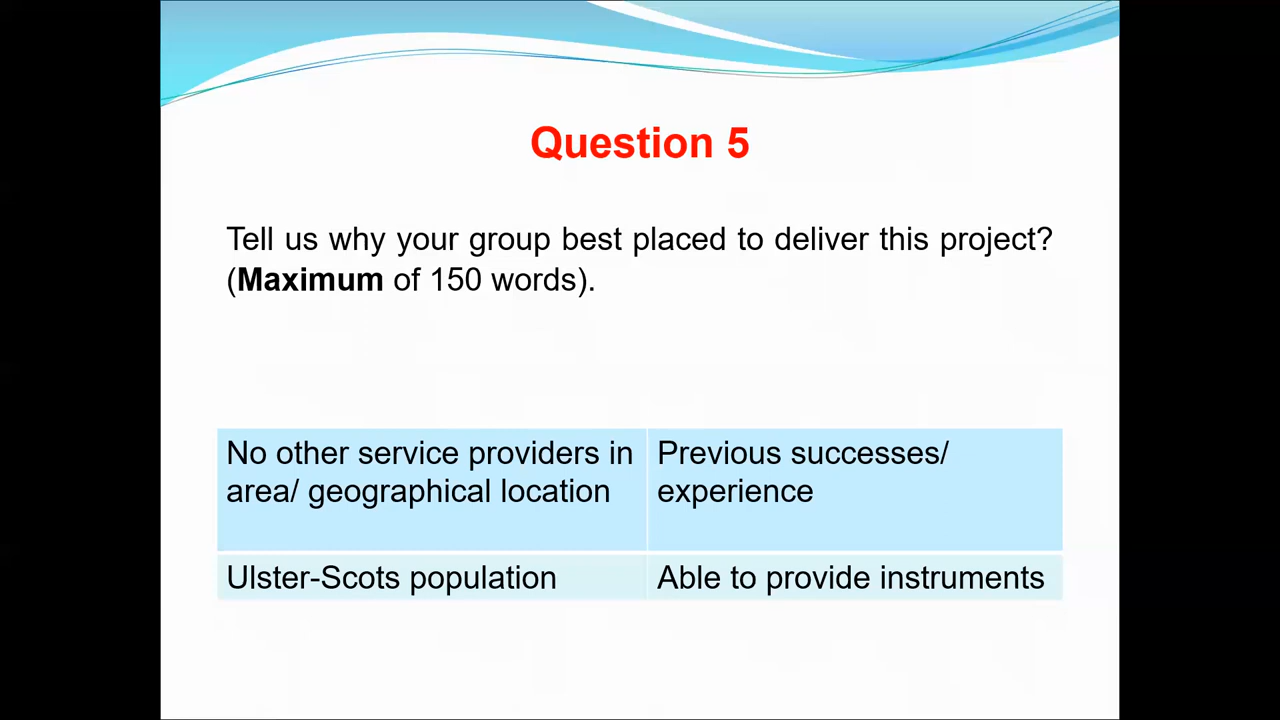 Question 5
Tell us why your group best placed to deliver this project?
(Maximum of 150 words).
No other service providers in
area/ geographical location
Previous successes/
experience
Ulster-Scots population
Able to provide instruments